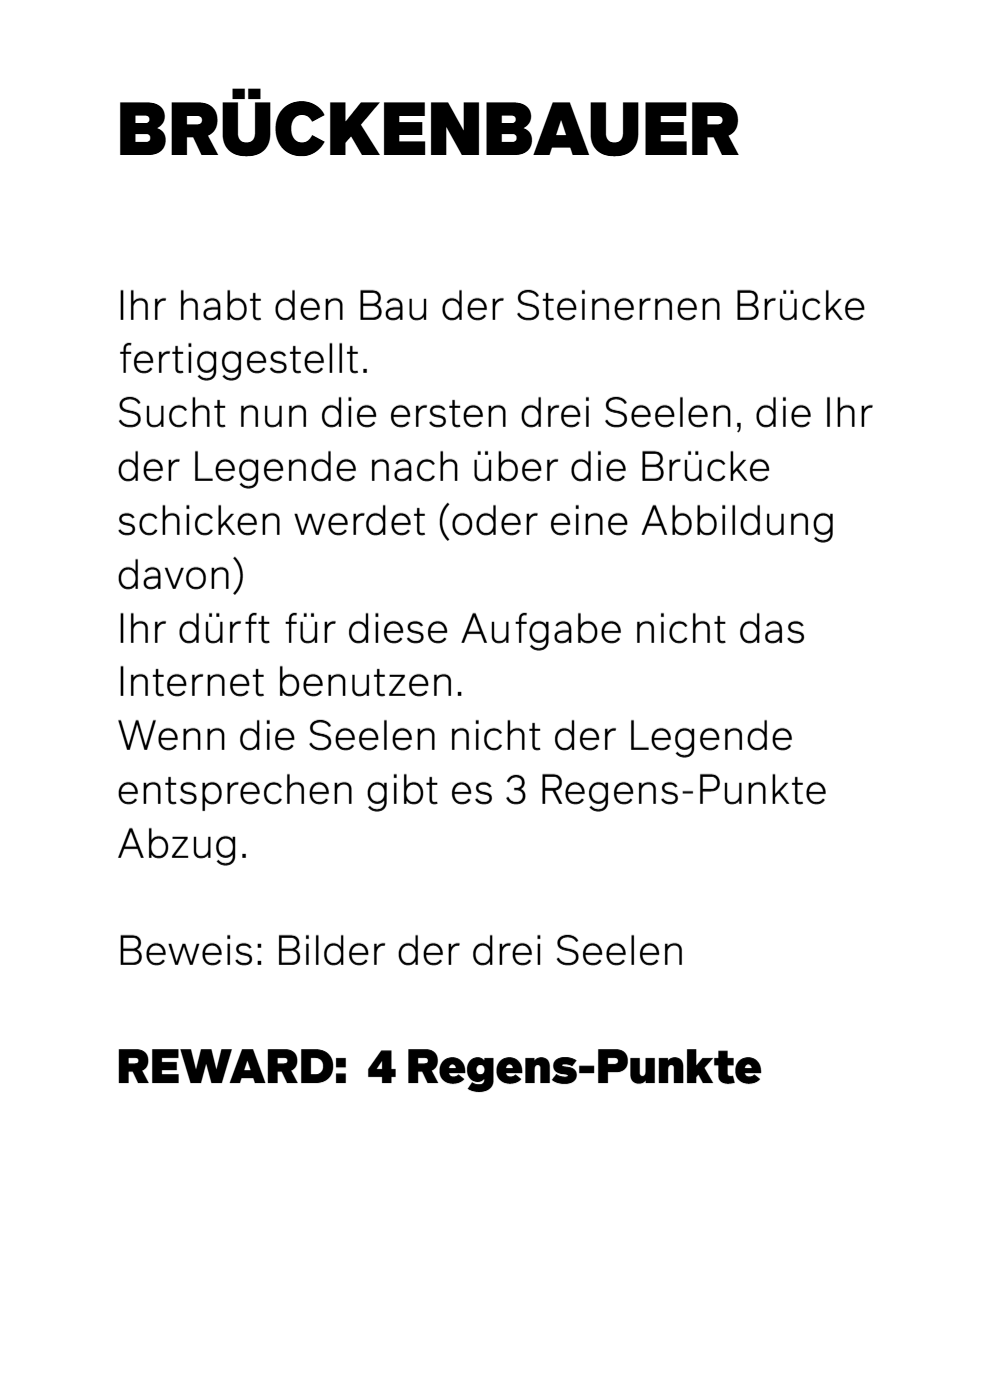 BRÜCKENBAUER
Ihr habt den Bau der Steinernen Brücke
fertiggestellt.
Sucht nun die ersten drei Seelen, die Ihr
der Legende nach über die Brücke
schicken werdet (oder eine Abbildung
davon)
Ihr dürft für diese Aufgabe nicht das
Internet benutzen.
Wenn die Seelen nicht der Legende
entsprechen gibt es 3 Regens-Punkte
Abzug.
Beweis: Bilder der drei Seelen
REWARD: 4 Regens-Punkte